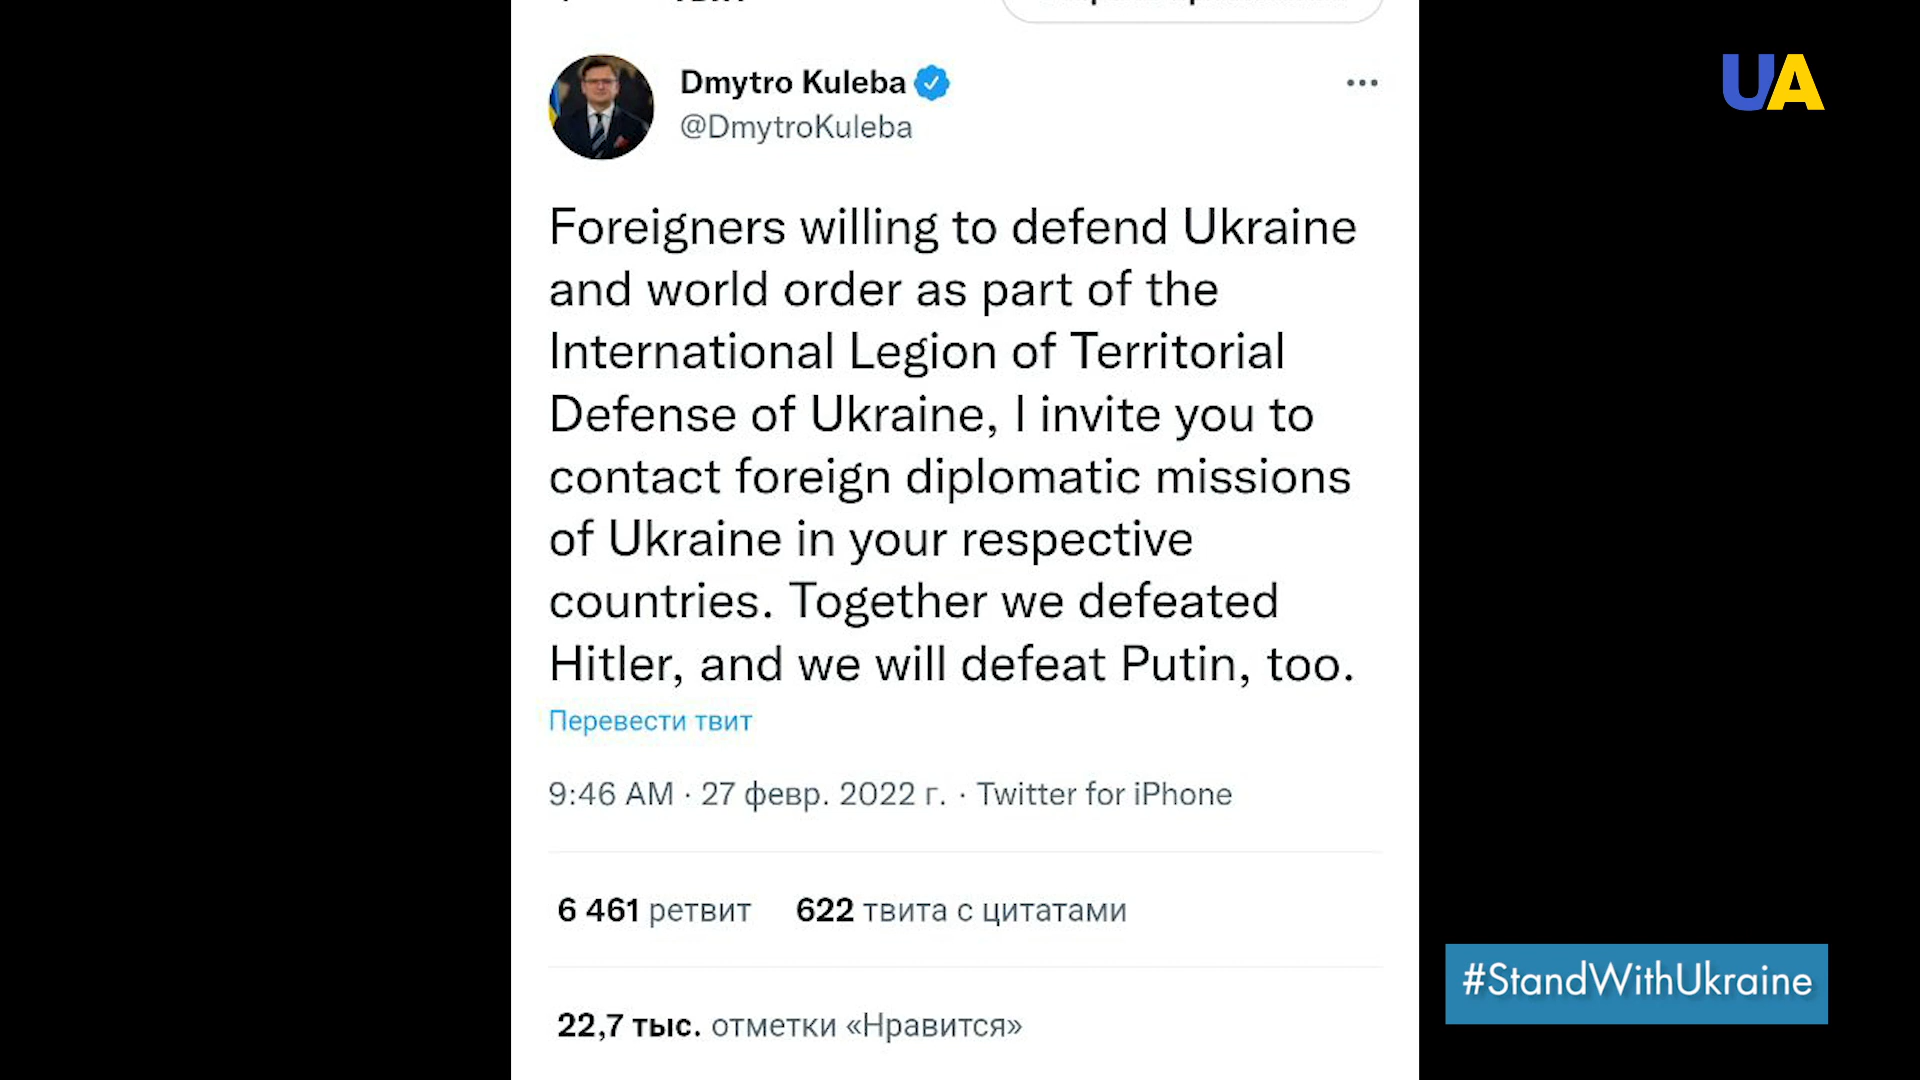 Dmytro Kuleba
@DmytroKuleba
UA
Foreigners willing to defend Ukraine
and world order as part of the
International Legion of Territorial
Defense of Ukraine, I invite you to
contact foreign diplomatic missions
of Ukraine in your respective
countries. Together we defeated
Hitler, and we will defeat Putin, too.
Перевести твит
9:46 AM · 27 февр. 2022 г. · Twitter for iPhone
6 461 ретвит 622 твита с цитатами
#StandWithUkraine
22,7 тыс. отметки «Нравится»